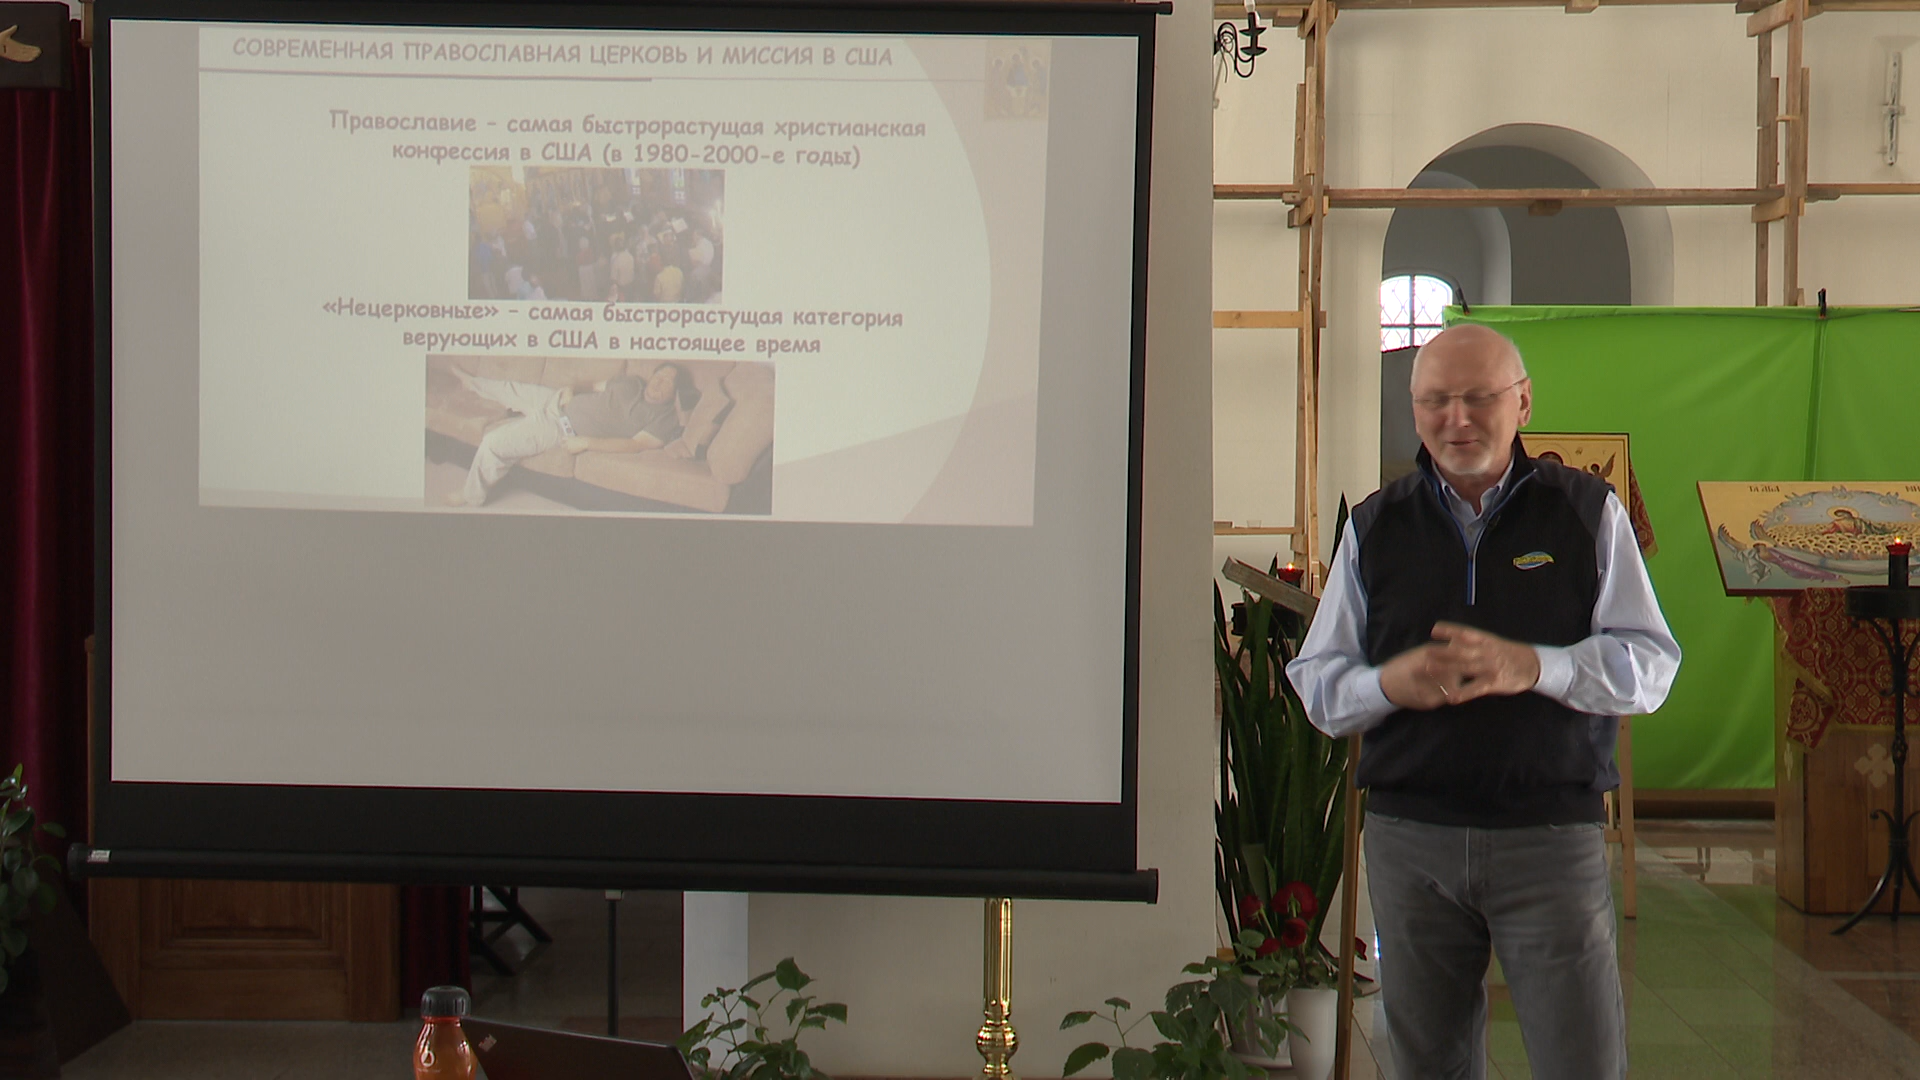 СОВРЕМЕННАЯ ПРАВОСЛАВНАЯ ЦЕРКОВЬ И МИССИЯ В США
Православие – самая быстрорастущая христианская
конфессия в США (в 1980-2000-е годы)
«Нецерковные» – самая быстрорастущая категория
верующих в США в настоящее время